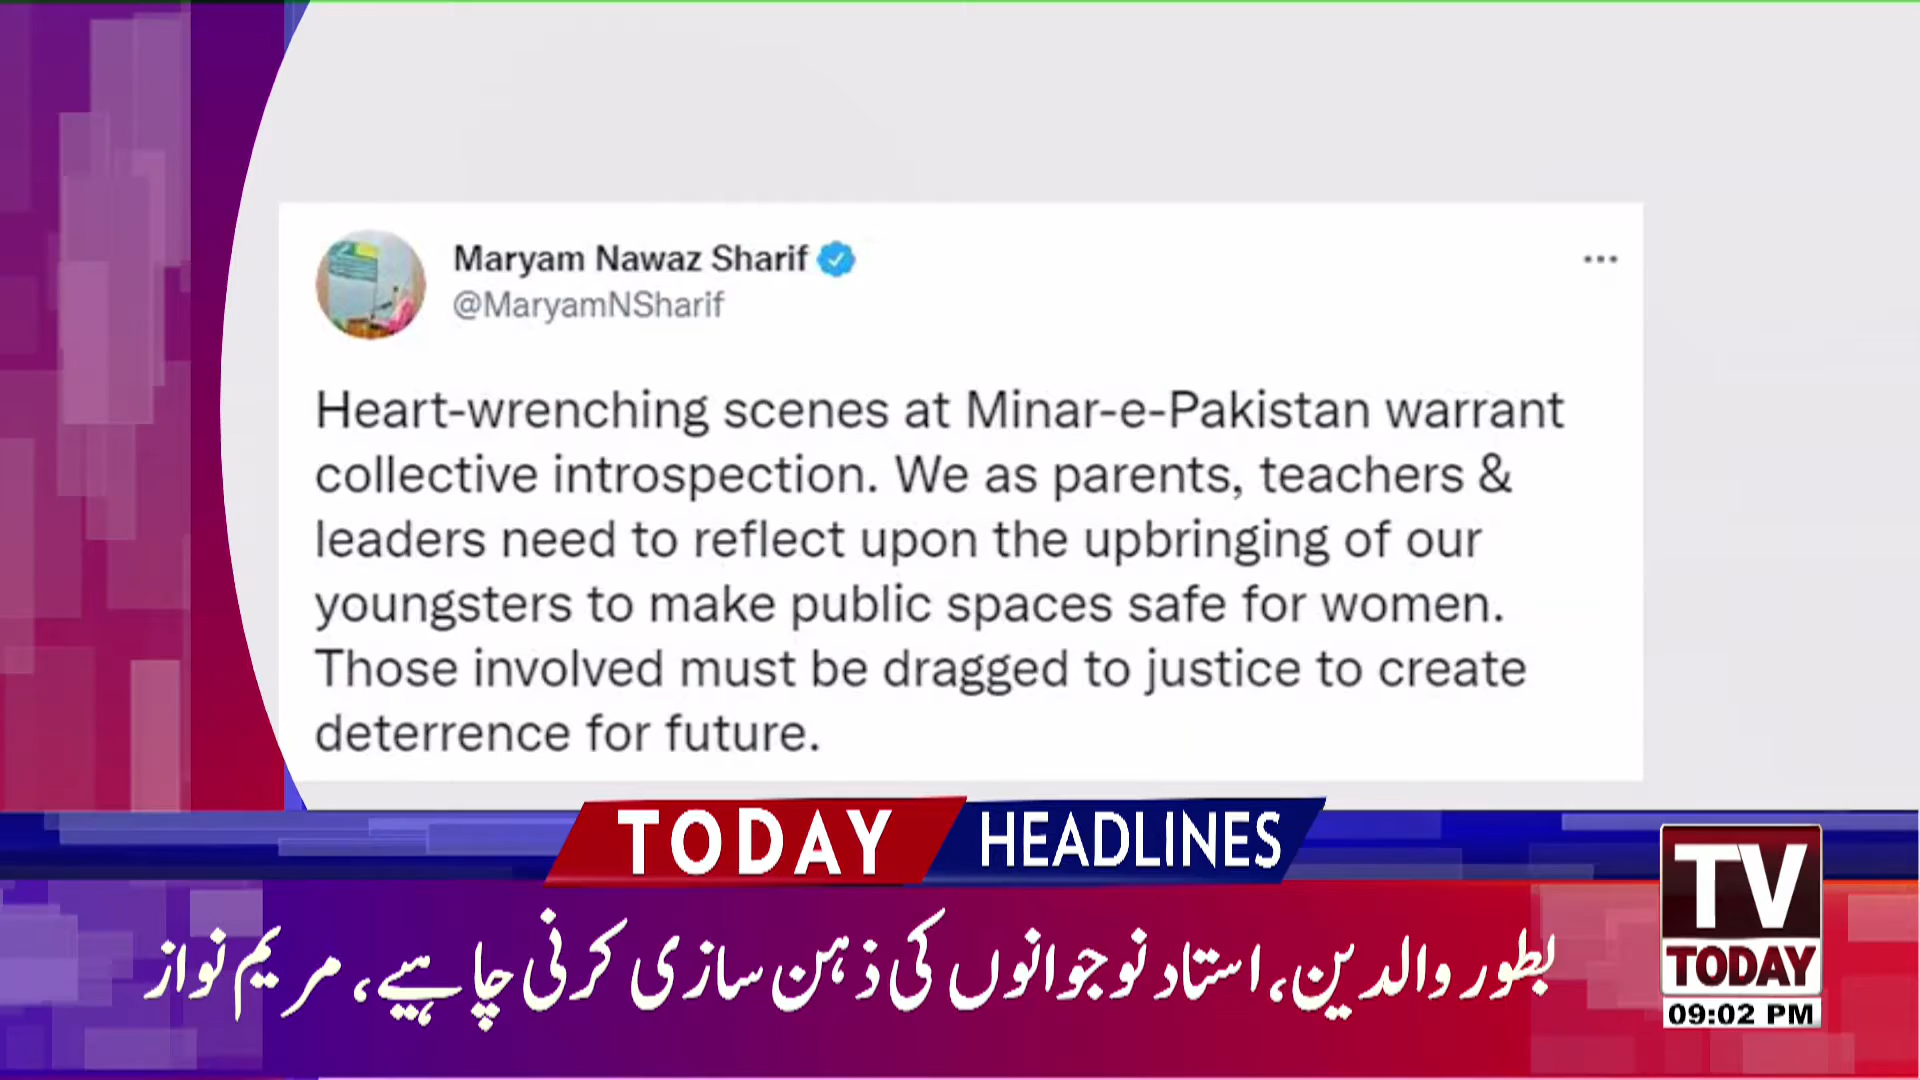 Maryam Nawaz Sharif
@MaryamNSharif
Heart-wrenching scenes at Minar-e-Pakistan warrant
collective introspection. We as parents, teachers &
leaders need to reflect upon the upbringing of our
youngsters to make public spaces safe for women.
Those involved must be dragged to justice to create
deterrence for future.
TODAY HEADLINES
بطور والدین، استاد نوجوانوں کی ذہن سازی کرنی چاہیے، مریم نواز
TV
TODAY
09:02 PM